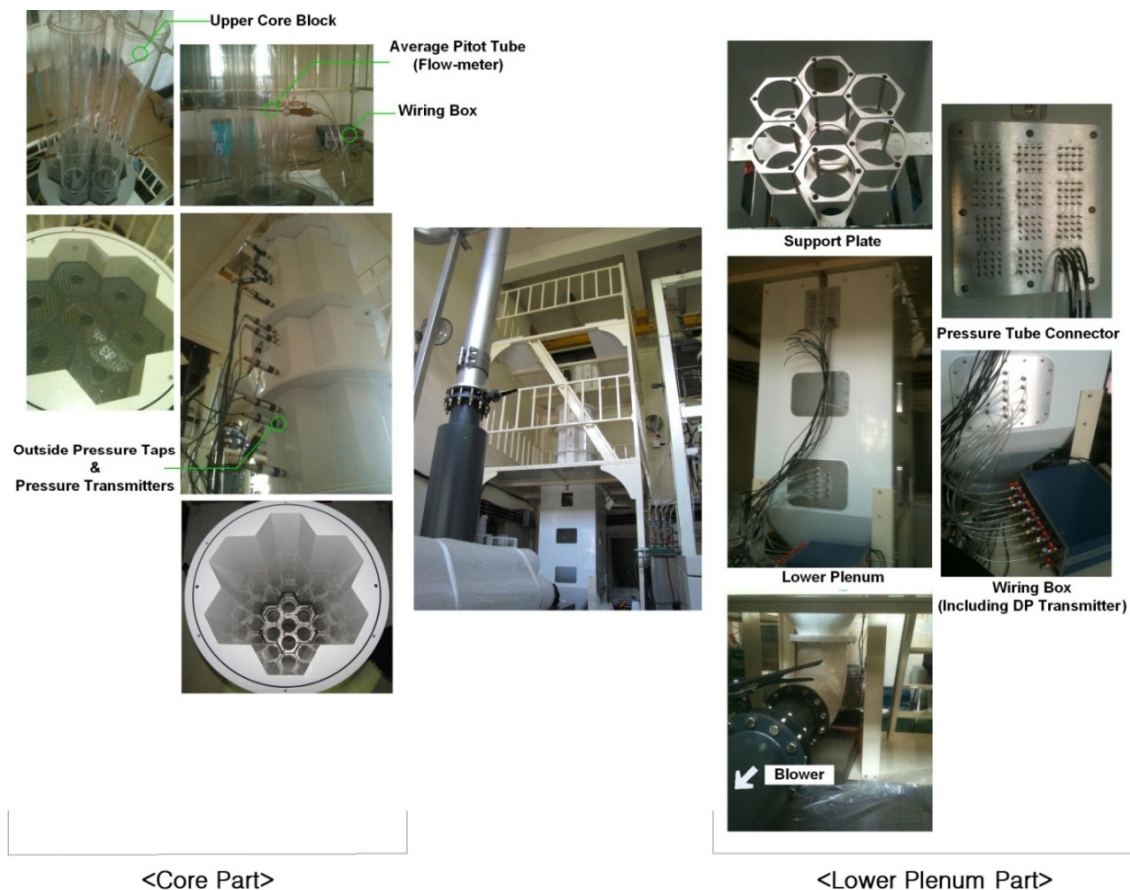 Upper Core Block
Average Pitot Tube
(Flow-meter)
Wiring Box
Outside Pressure Taps
&
Pressure Transmitters
<Core Part>
Support Plate
Pressure Tube Connector
Lower Plenum
Wiring Box
(Including DP Transmitter)
Blower
<Lower Plenum Part>